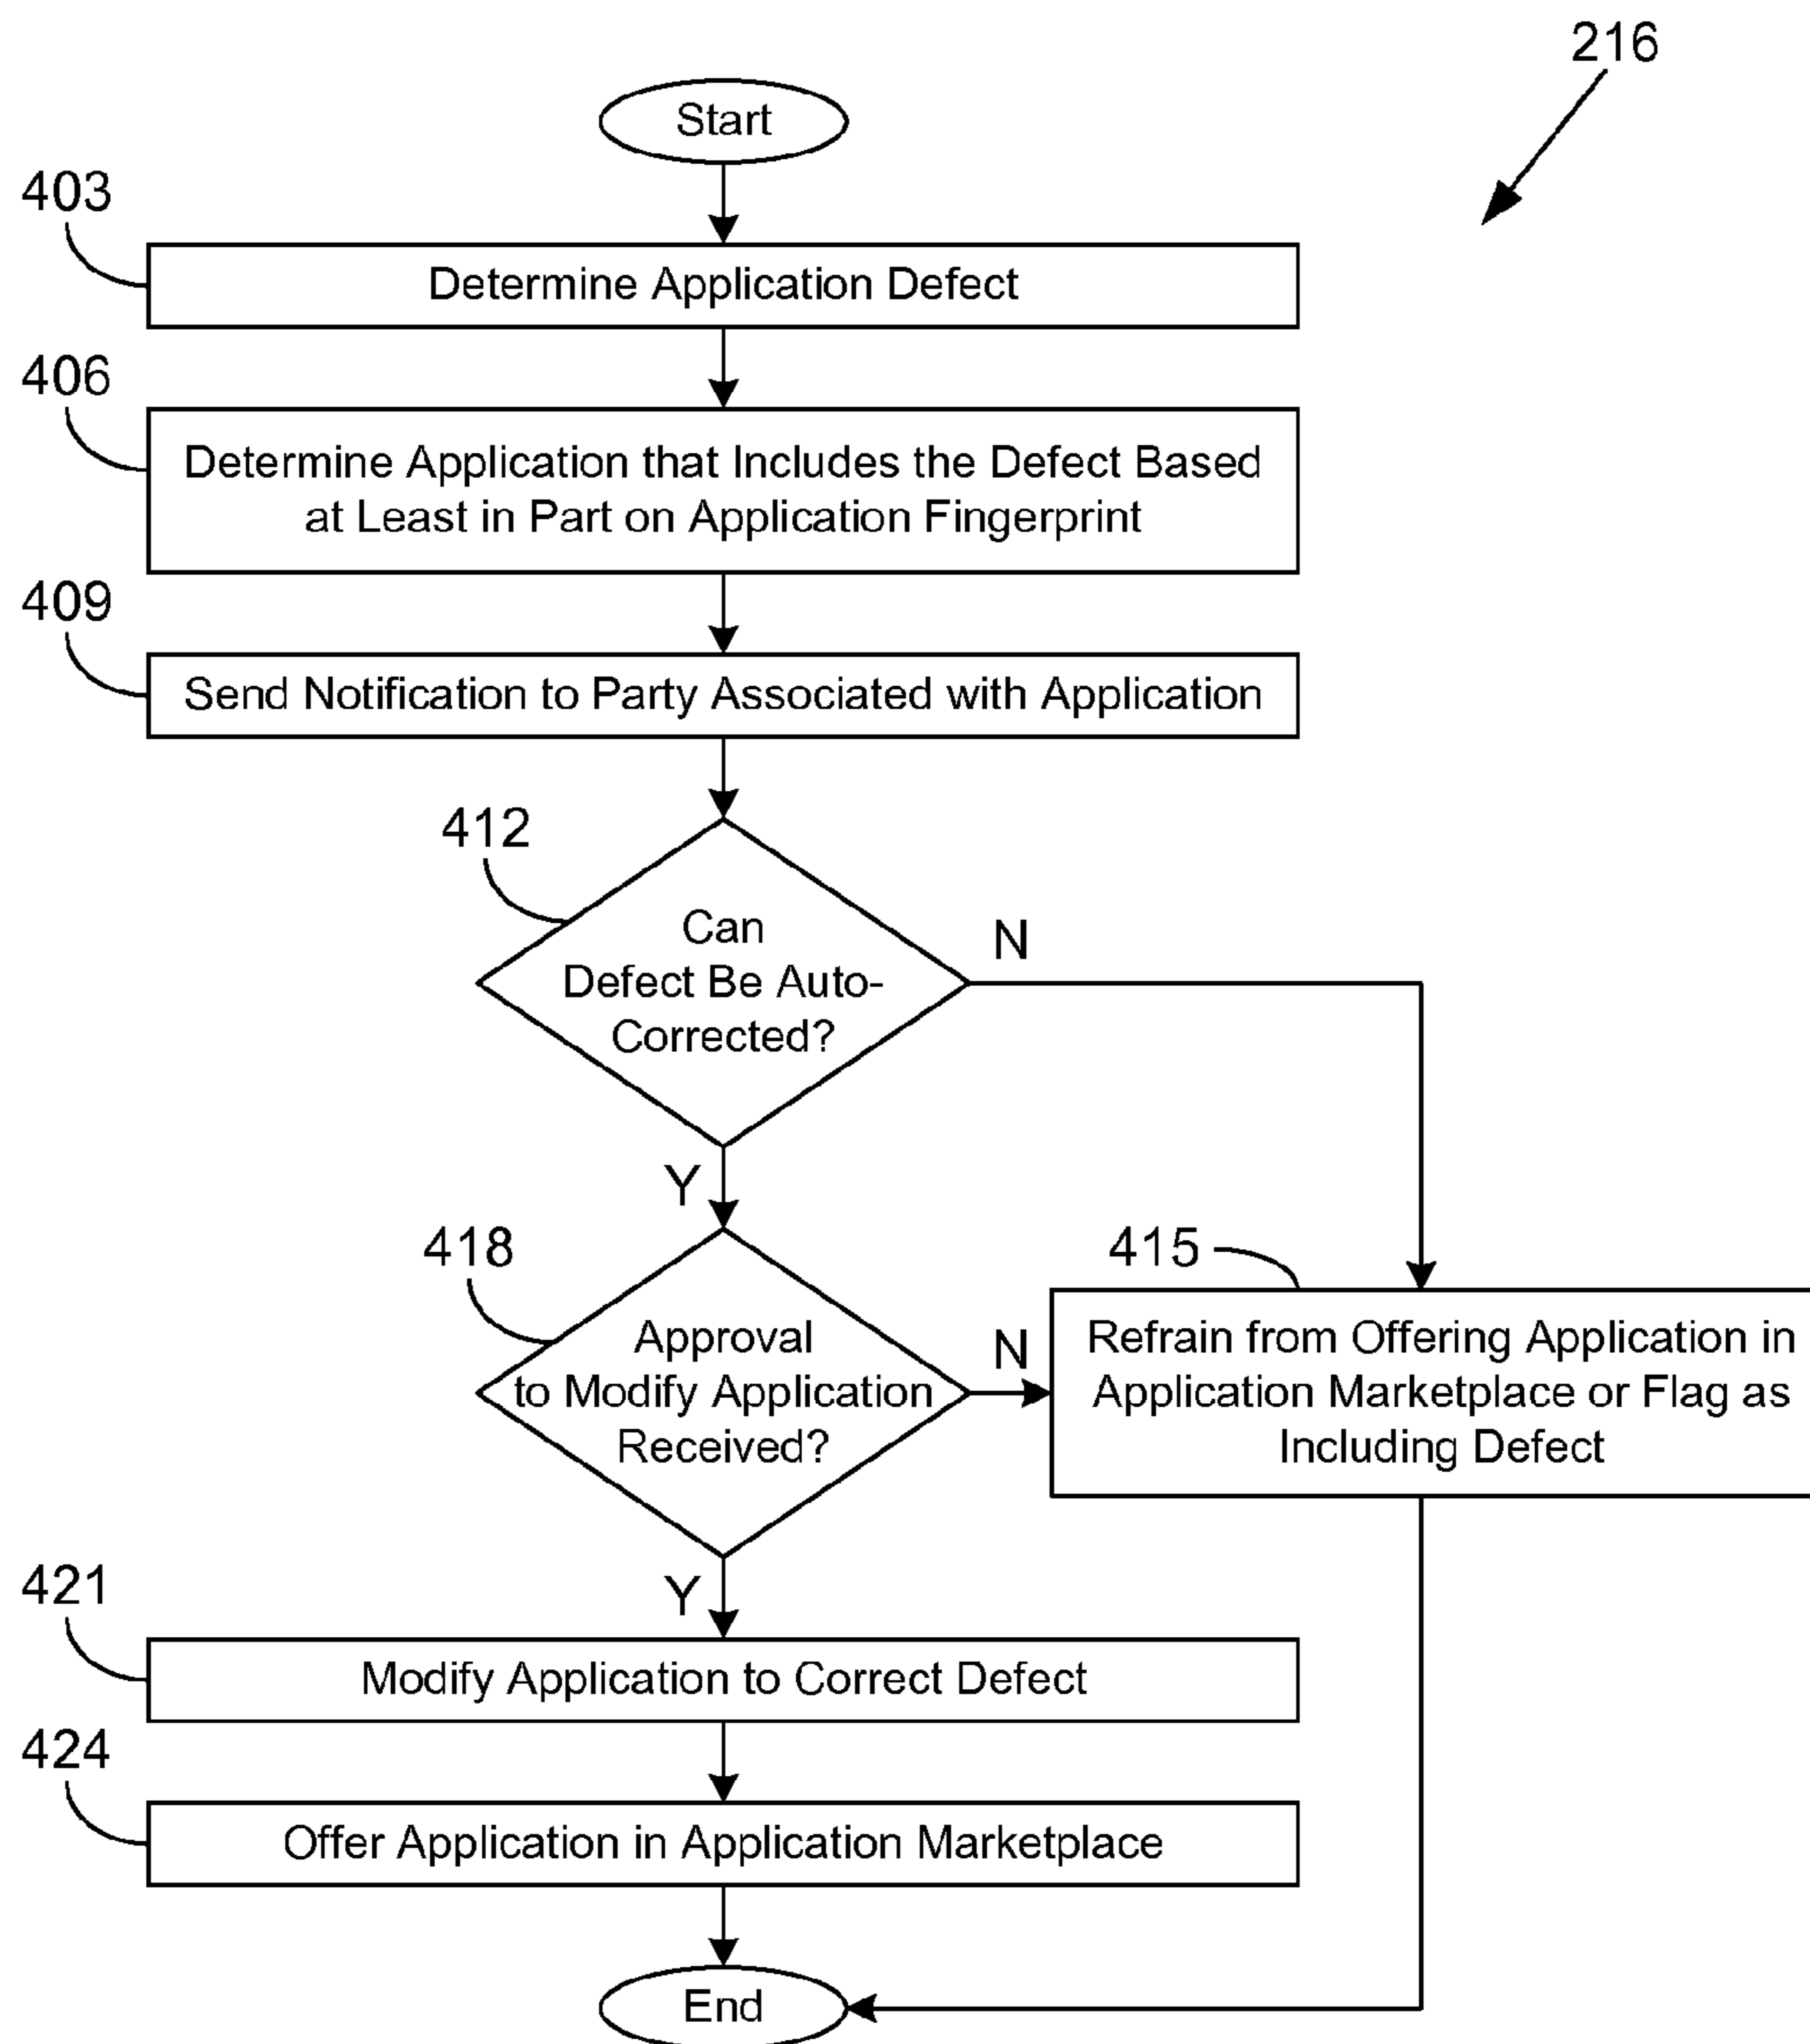 216
Start
403
Determine Application Defect
406
Determine Application that Includes the Defect Based
at Least in Part on Application Fingerprint
409
Send Notification to Party Associated with Application
412
Can
Defect Be Auto-
Corrected?
N
Y
418
Approval
to Modify Application
Received?
N
415
Refrain from Offering Application in
Application Marketplace or Flag as
Including Defect
Y
421
Modify Application to Correct Defect
424
Offer Application in Application Marketplace
End